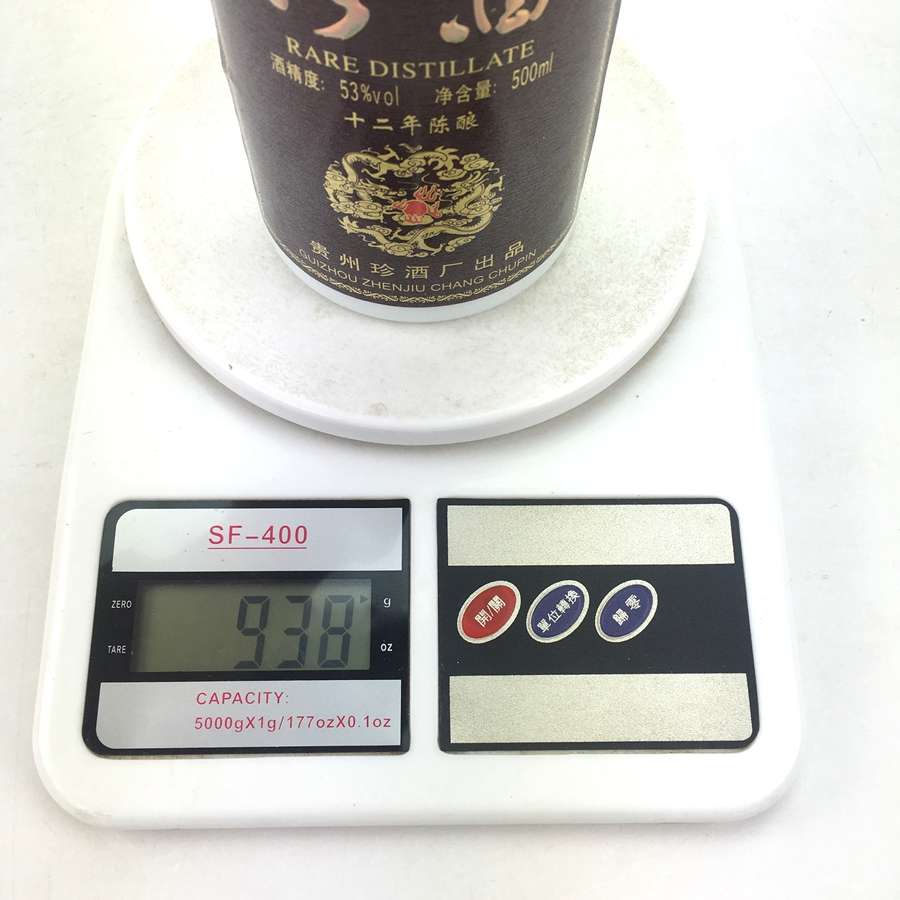 RARE DISTILLATE
酒精度: 53%vol 净含量: 500ml
十二年陈酿
贵州珍酒厂出品
GUIZHOU ZHENJIU CHANG CHUPIN
SF-400
ZERO
TARE
938
g
oz
CAPACITY:
5000gX1g/177ozX0.1oz
開/關
單位轉換
歸零